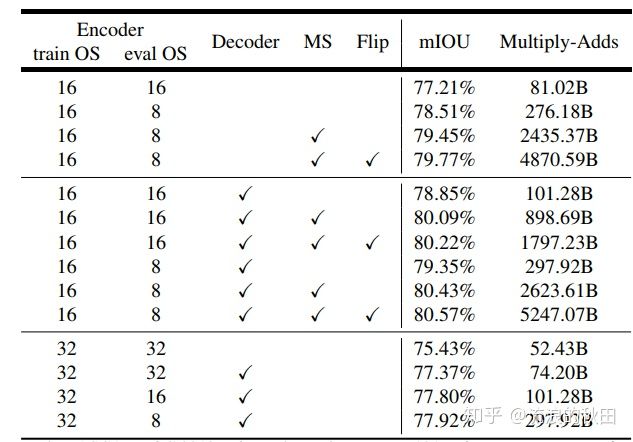 Encoder
train OS eval OS Decoder MS Flip mIOU Multiply-Adds
16 16 77.21% 81.02B
16 8 78.51% 276.18B
16 8 ✓ 79.45% 2435.37B
16 8 ✓ ✓ 79.77% 4870.59B
16 16 ✓ 78.85% 101.28B
16 16 ✓ ✓ 80.09% 898.69B
16 16 ✓ ✓ ✓ 80.22% 1797.23B
16 8 ✓ 79.35% 297.92B
16 8 ✓ ✓ 80.43% 2623.61B
16 8 ✓ ✓ ✓ 80.57% 5247.07B
32 32 75.43% 52.43B
32 32 ✓ 77.37% 74.20B
32 16 ✓ 77.80% 101.28B
32 8 ✓ 77.92% 297.92B
知乎 的秋田